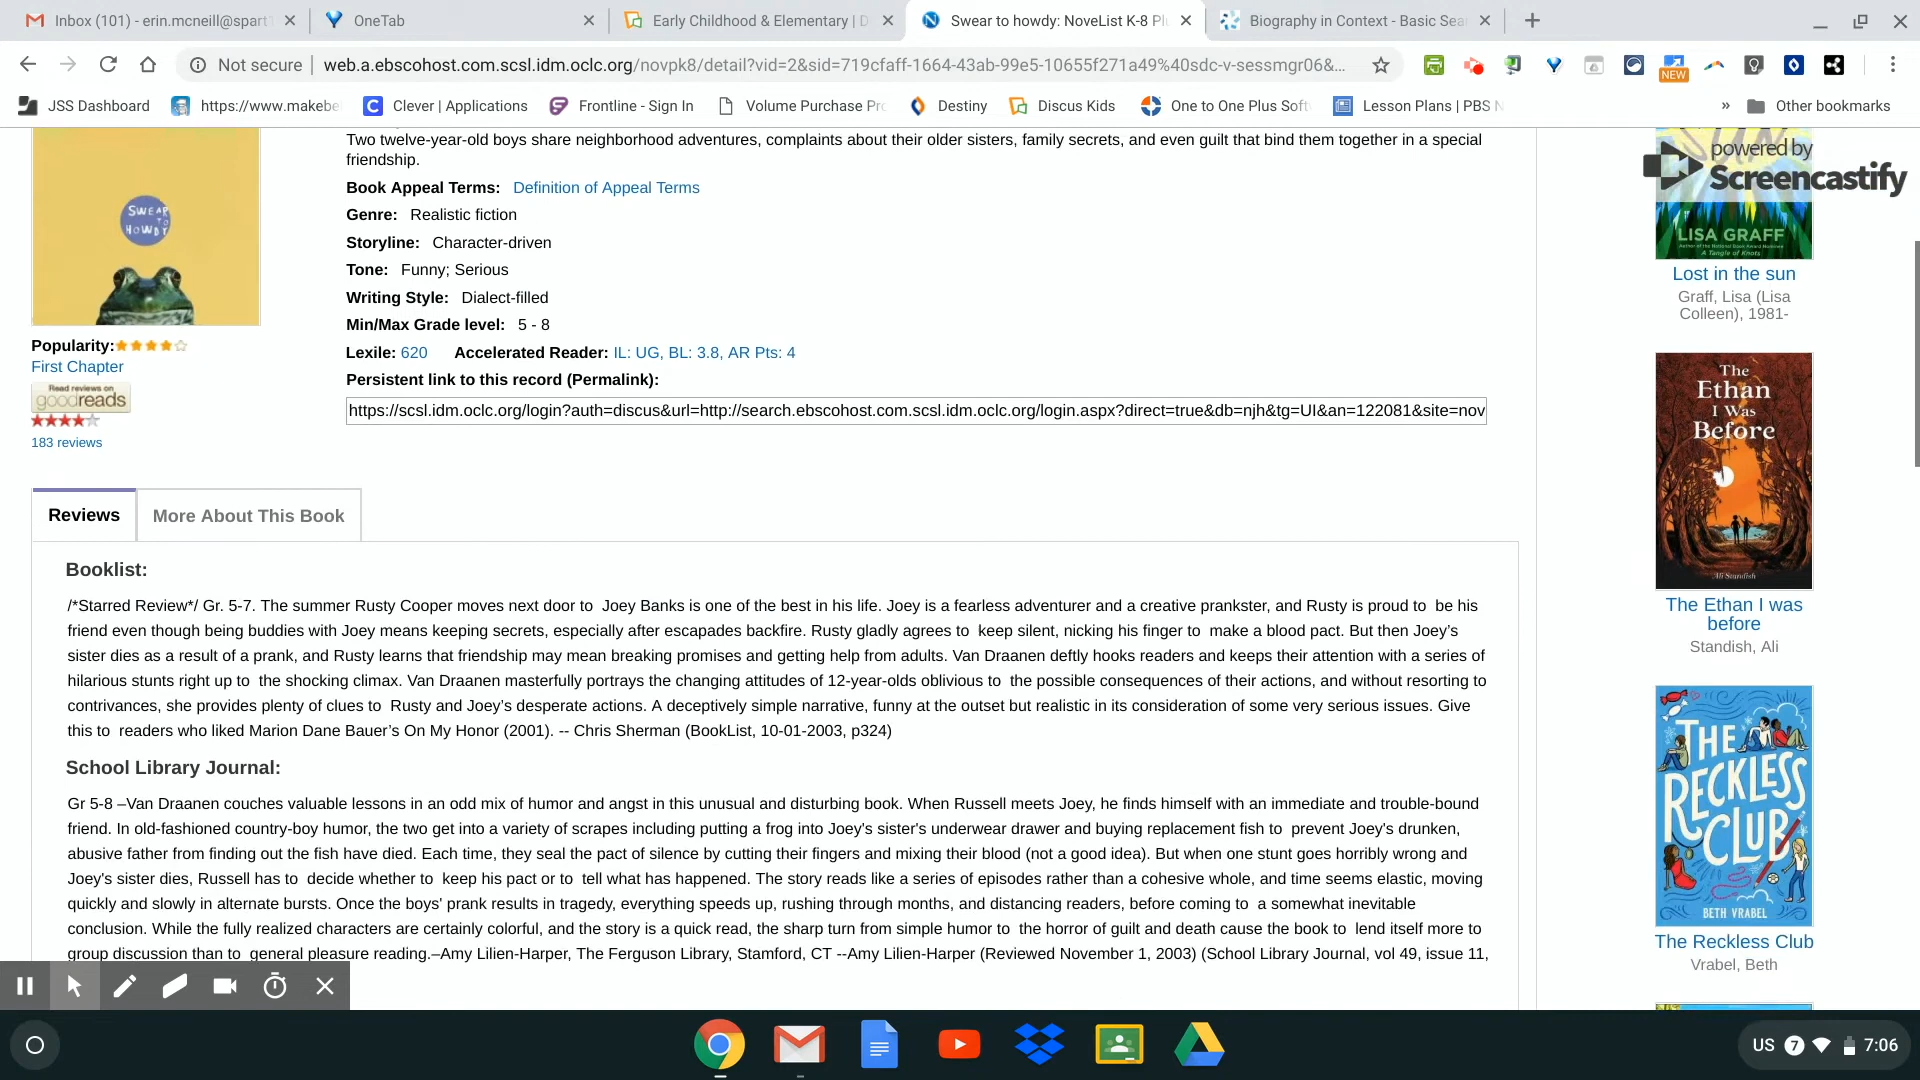 Inbox (101) - erin.mcneill@spart
OneTab
Early Childhood & Elementary | D
Swear to howdy: NoveList K-8 Pl
Biography in Context - Basic Sea
Not secure | web.a.ebscohost.com.scsl.idm.oclc.org/novpk8/detail?vid=2&sid=719cfaff-1664-43ab-99e5-10655f271a49%40sdc-v-sessmgr06&...
NEW
JSS Dashboard
https://www.makebe
Clever | Applications
Frontline - Sign In
Volume Purchase Pr
Destiny
Discus Kids
One to One Plus Soft
Lesson Plans | PBS N
»
Other bookmarks
Two twelve-year-old boys share neighborhood adventures, complaints about their older sisters, family secrets, and even guilt that bind them together in a special
friendship.
Book Appeal Terms: Definition of Appeal Terms
Genre: Realistic fiction
Storyline: Character-driven
Tone: Funny; Serious
Writing Style: Dialect-filled
Min/Max Grade level: 5 - 8
Lexile: 620 Accelerated Reader: IL: UG, BL: 3.8, AR Pts: 4
Persistent link to this record (Permalink):
https://scsl.idm.oclc.org/login?auth=discus&url=http://search.ebscohost.com.scsl.idm.oclc.org/login.aspx?direct=true&db=njh&tg=UI&an=122081&site=nov
SWEAR
TO
HOWDY
Popularity:
First Chapter
Read reviews on
goodreads
183 reviews
Reviews
More About This Book
Booklist:
/*Starred Review*/ Gr. 5-7. The summer Rusty Cooper moves next door to Joey Banks is one of the best in his life. Joey is a fearless adventurer and a creative prankster, and Rusty is proud to be his
friend even though being buddies with Joey means keeping secrets, especially after escapades backfire. Rusty gladly agrees to keep silent, nicking his finger to make a blood pact. But then Joey’s
sister dies as a result of a prank, and Rusty learns that friendship may mean breaking promises and getting help from adults. Van Draanen deftly hooks readers and keeps their attention with a series of
hilarious stunts right up to the shocking climax. Van Draanen masterfully portrays the changing attitudes of 12-year-olds oblivious to the possible consequences of their actions, and without resorting to
contrivances, she provides plenty of clues to Rusty and Joey’s desperate actions. A deceptively simple narrative, funny at the outset but realistic in its consideration of some very serious issues. Give
this to readers who liked Marion Dane Bauer’s On My Honor (2001). -- Chris Sherman (BookList, 10-01-2003, p324)
School Library Journal:
Gr 5-8 –Van Draanen couches valuable lessons in an odd mix of humor and angst in this unusual and disturbing book. When Russell meets Joey, he finds himself with an immediate and trouble-bound
friend. In old-fashioned country-boy humor, the two get into a variety of scrapes including putting a frog into Joey's sister's underwear drawer and buying replacement fish to prevent Joey's drunken,
abusive father from finding out the fish have died. Each time, they seal the pact of silence by cutting their fingers and mixing their blood (not a good idea). But when one stunt goes horribly wrong and
Joey's sister dies, Russell has to decide whether to keep his pact or to tell what has happened. The story reads like a series of episodes rather than a cohesive whole, and time seems elastic, moving
quickly and slowly in alternate bursts. Once the boys' prank results in tragedy, everything speeds up, rushing through months, and distancing readers, before coming to a somewhat inevitable
conclusion. While the fully realized characters are certainly colorful, and the story is a quick read, the sharp turn from simple humor to the horror of guilt and death cause the book to lend itself more to
group discussion than to general pleasure reading.–Amy Lilien-Harper, The Ferguson Library, Stamford, CT --Amy Lilien-Harper (Reviewed November 1, 2003) (School Library Journal, vol 49, issue 11,
powered by
Screencastify
LISA GRAFF
Author of the National Book Award Nominee
A Tangle of Knots
Lost in the sun
Graff, Lisa (Lisa
Colleen), 1981-
The
Ethan
I Was
Before
Ali Standish
The Ethan I was
before
Standish, Ali
THE
RECKLESS
CLUB
BETH VRABEL
The Reckless Club
Vrabel, Beth
US 7 7:06